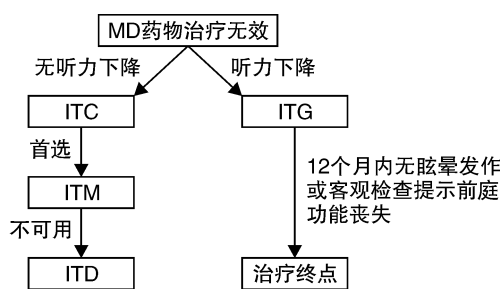 MD药物治疗无效
无听力下降
听力下降
ITC
ITG
首选
12个月内无眩晕发作
或客观检查提示前庭
功能丧失
ITM
不可用
ITD
治疗终点